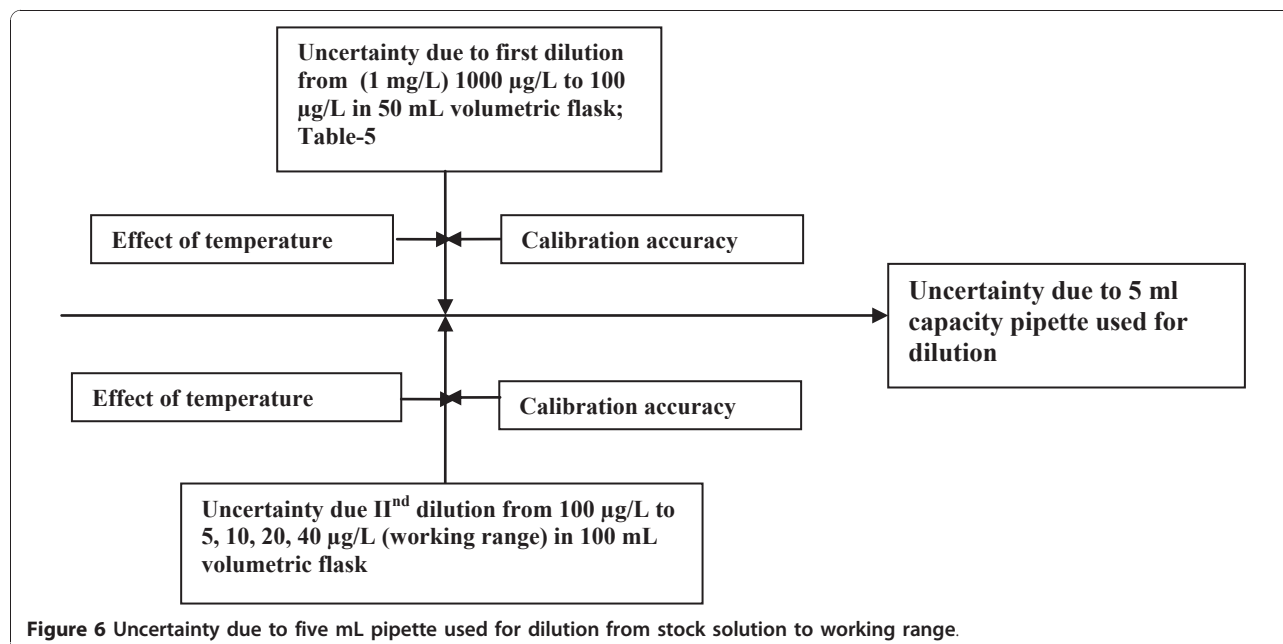 Uncertainty due to first dilution
from (1 mg/L) 1000 µg/L to 100
µg/L in 50 mL volumetric flask;
Table-5
Effect of temperature
Calibration accuracy
Uncertainty due to 5 ml
capacity pipette used for
dilution
Effect of temperature
Calibration accuracy
Uncertainty due IInd dilution from 100 µg/L to
5, 10, 20, 40 µg/L (working range) in 100 mL
volumetric flask
Figure 6 Uncertainty due to five mL pipette used for dilution from stock solution to working range.